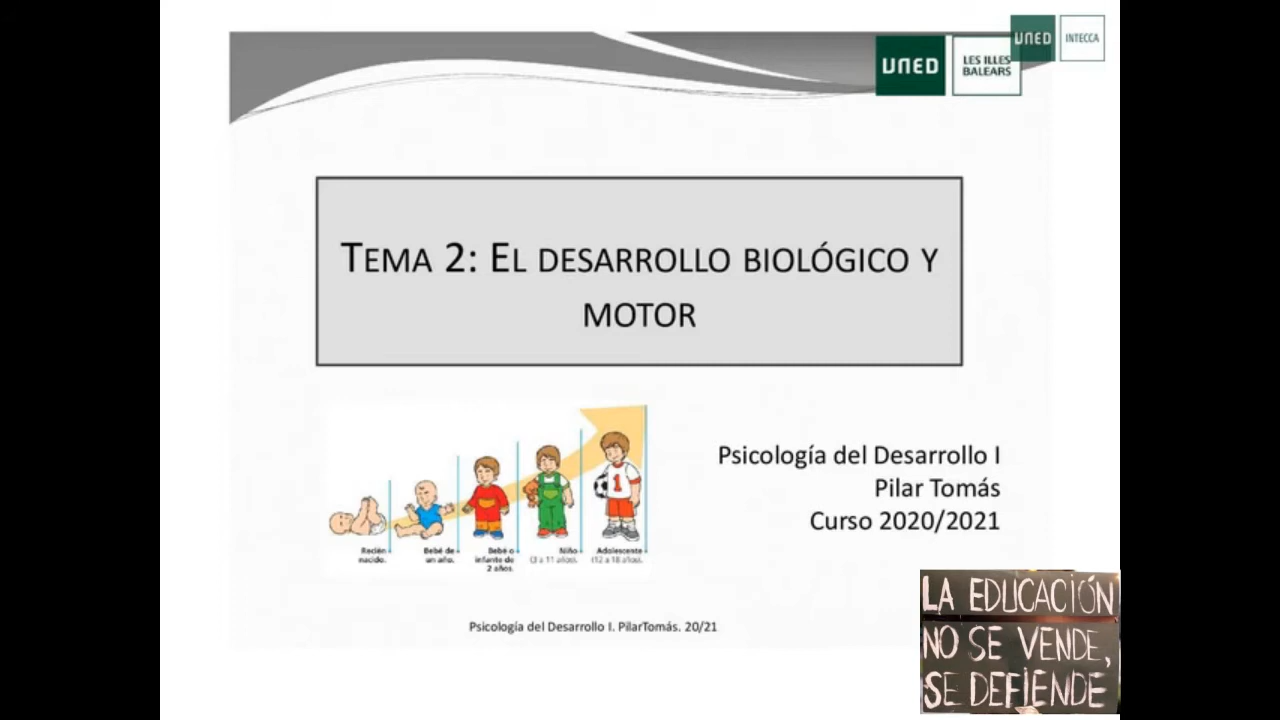 UNED
INTECCA
UNED
LES ILLES
BALEARS
TEMA 2: EL DESARROLLO BIOLÓGICO Y
MOTOR
Psicología del Desarrollo I
Pilar Tomás
Curso 2020/2021
Recién
nacido.
Bebé de
un año.
Bebé o
infante de
2 años.
Niño
(3 a 11 años).
Adolescente
(12 a 18 años).
1
Psicología del Desarrollo I. PilarTomás. 20/21
LA EDUCACIÓN
NO SE VENDE,
SE DEFIENDE